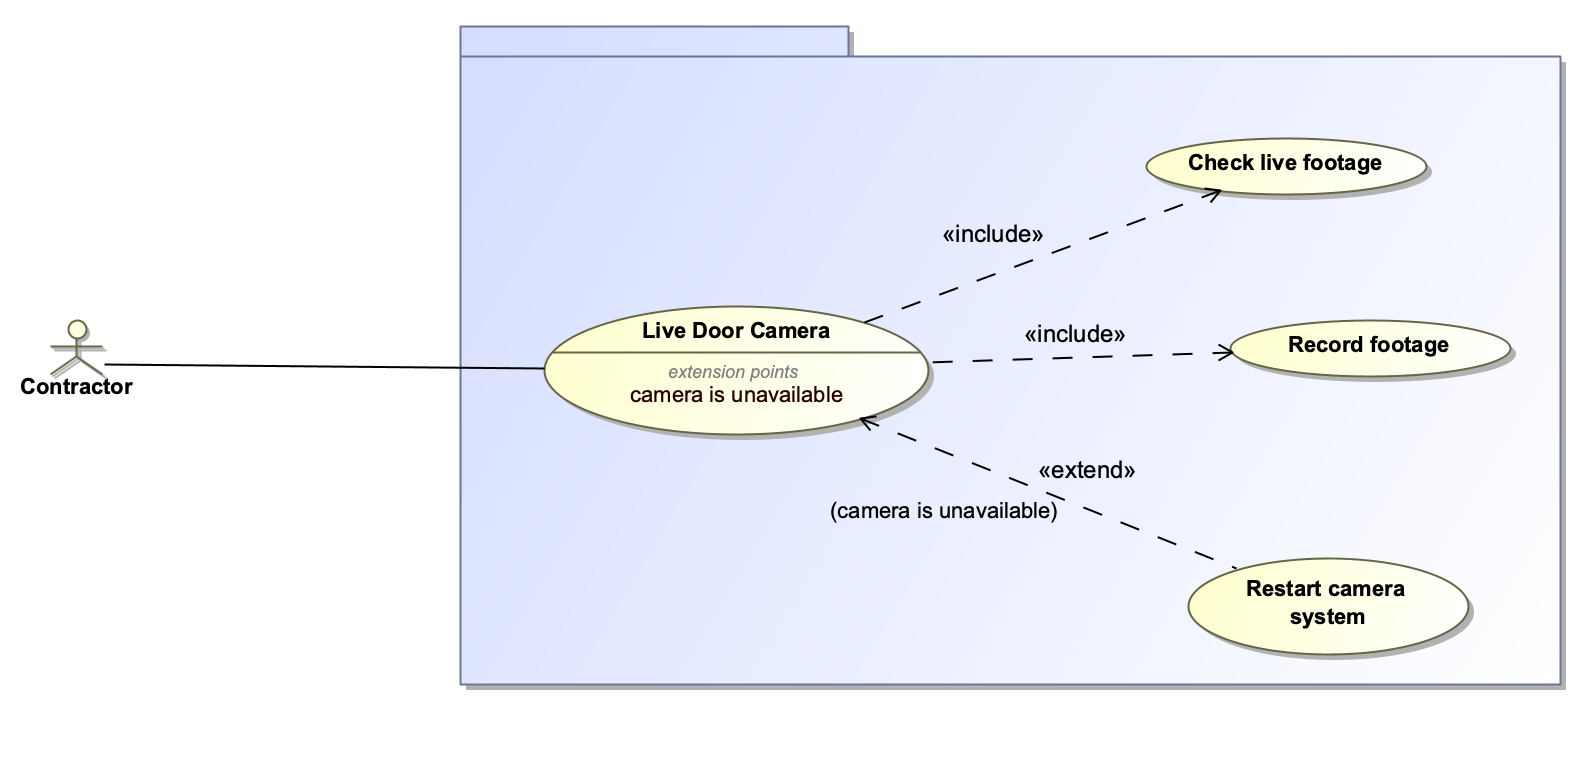 Check live footage
«include»
Live Door Camera
«include»
Record footage
extension points
camera is unavailable
Contractor
«extend»
(camera is unavailable)
Restart camera
system